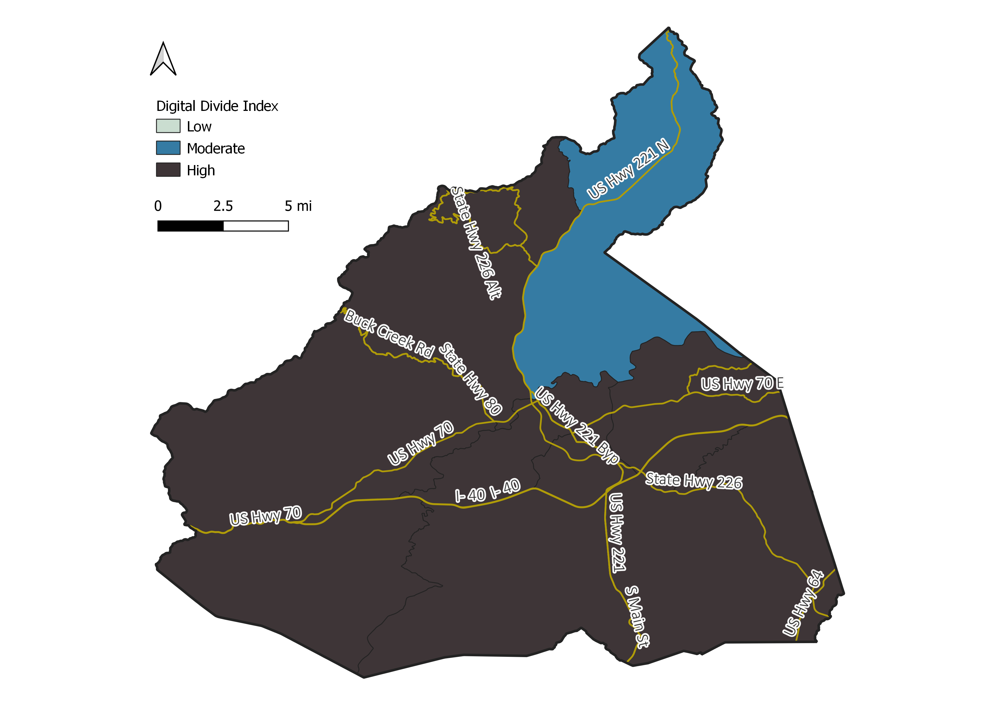 Digital Divide Index
Low
Moderate
High
0 2.5 5 mi
US Hwy 221 N
State Hwy 226 Alt
Buck Creek Rd
State Hwy 80
US Hwy 70 E
US Hwy 221 Byp
US Hwy 70
State Hwy 226
I- 40 I- 40
US Hwy 70
US Hwy 221
US Hwy 64
S Main St